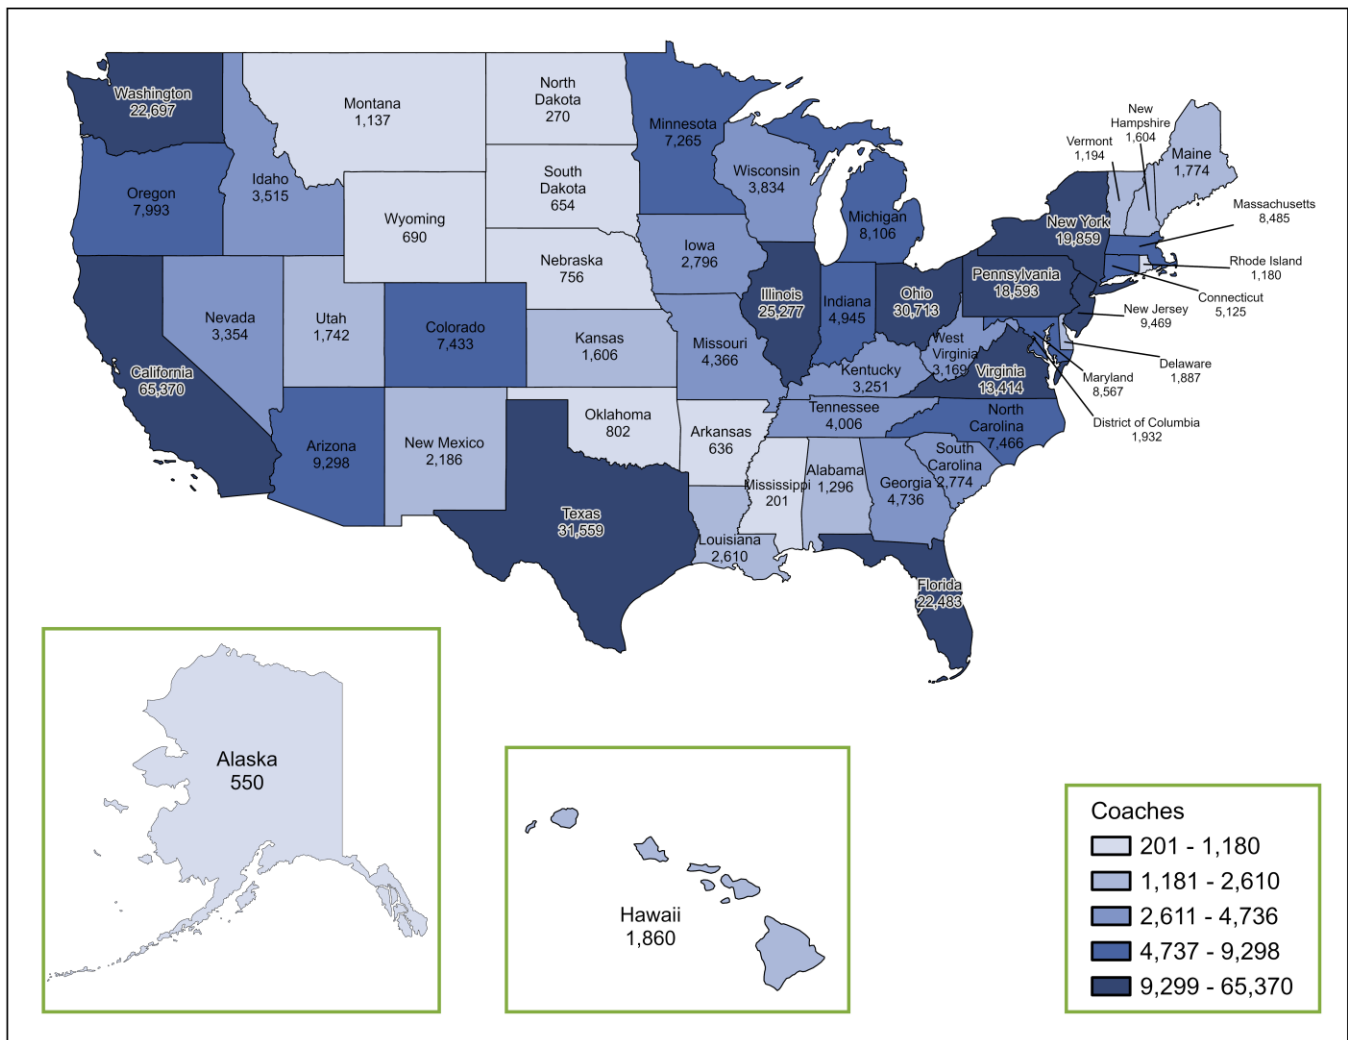 Washington
22,697
Montana
1,137
North
Dakota
270
Minnesota
7,265
New
Hampshire
1,604
Vermont
1,194
Maine
1,774
Oregon
7,993
Idaho
3,515
South
Dakota
654
Wisconsin
3,834
Michigan
8,106
New York
19,859
Massachusetts
8,485
Wyoming
690
Iowa
2,796
Nebraska
756
Rhode Island
1,180
Connecticut
5,125
Pennsylvania
18,593
New Jersey
9,469
Nevada
3,354
Utah
1,742
Colorado
7,433
Kansas
1,606
Missouri
4,366
Illinois
25,277
Indiana
4,945
Ohio
30,713
West
Virginia
3,169
Virginia
13,414
Delaware
1,887
Maryland
8,567
District of Columbia
1,932
California
65,370
Kentucky
3,251
Tennessee
4,006
North
Carolina
7,466
Arizona
9,298
New Mexico
2,186
Oklahoma
802
Arkansas
636
South
Carolina
2,774
Mississippi
201
Alabama
1,296
Georgia
4,736
Texas
31,559
Louisiana
2,610
Florida
22,483
Alaska
550
Hawaii
1,860
Coaches
201 - 1,180
1,181 - 2,610
2,611 - 4,736
4,737 - 9,298
9,299 - 65,370